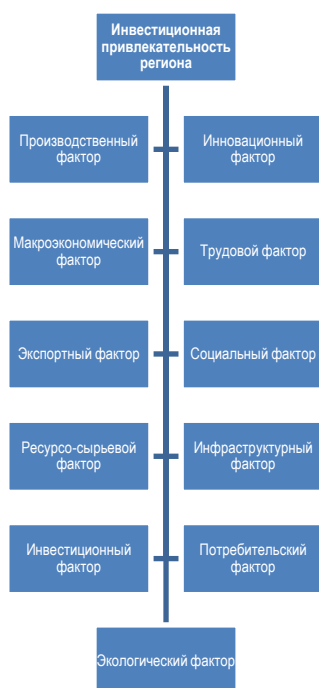 Инвестиционная
привлекательность
региона
Производственный
фактор
Инновационный
фактор
Макроэкономический
фактор
Трудовой фактор
Экспортный фактор
Социальный фактор
Ресурсо-сырьевой
фактор
Инфраструктурный
фактор
Инвестиционный
фактор
Потребительский
фактор
Экологический фактор